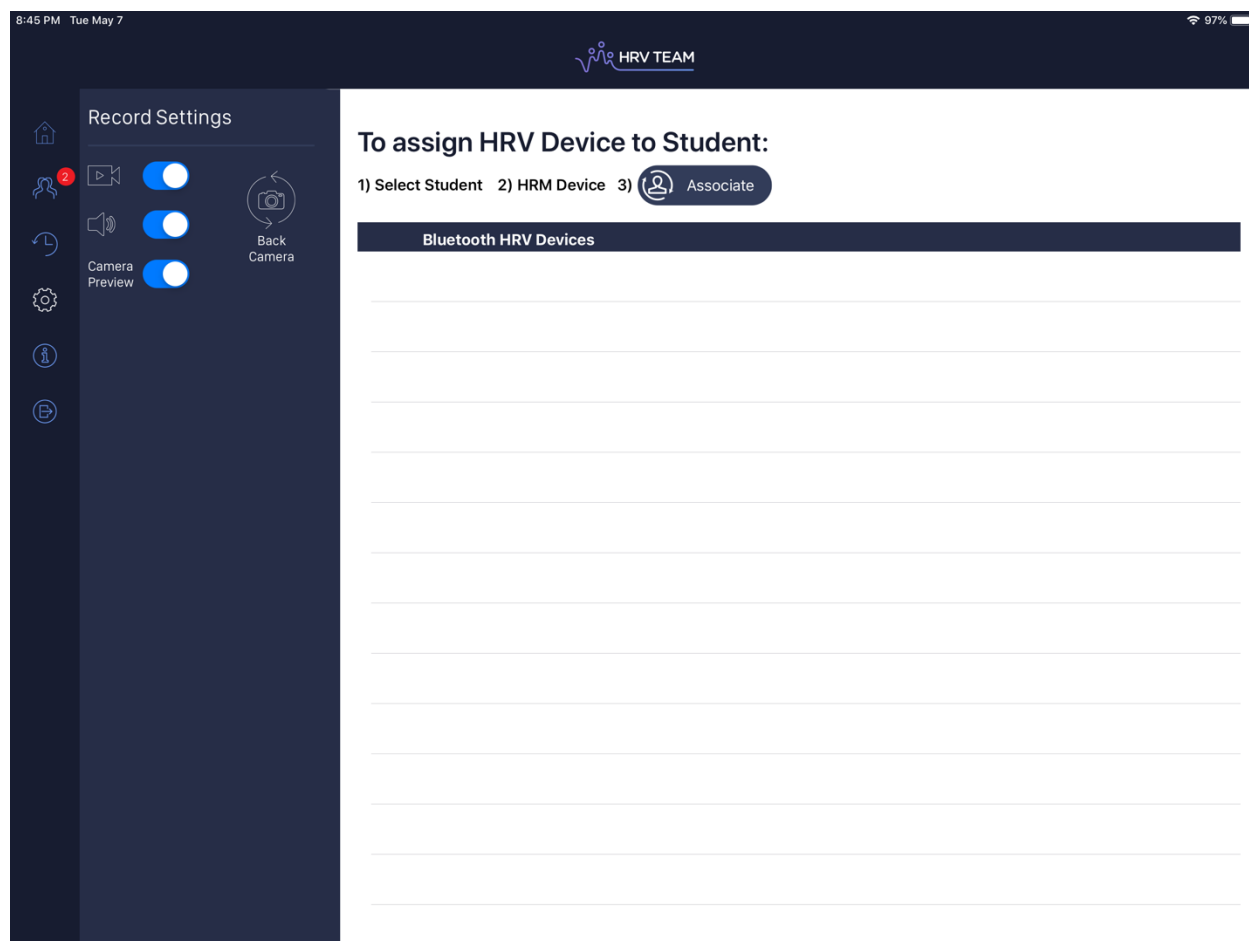 8:45 PM Tue May 7
97%
HRV TEAM
Record Settings
2
Back
Camera
Camera
Preview
To assign HRV Device to Student:
1) Select Student 2) HRM Device 3) Associate
Bluetooth HRV Devices